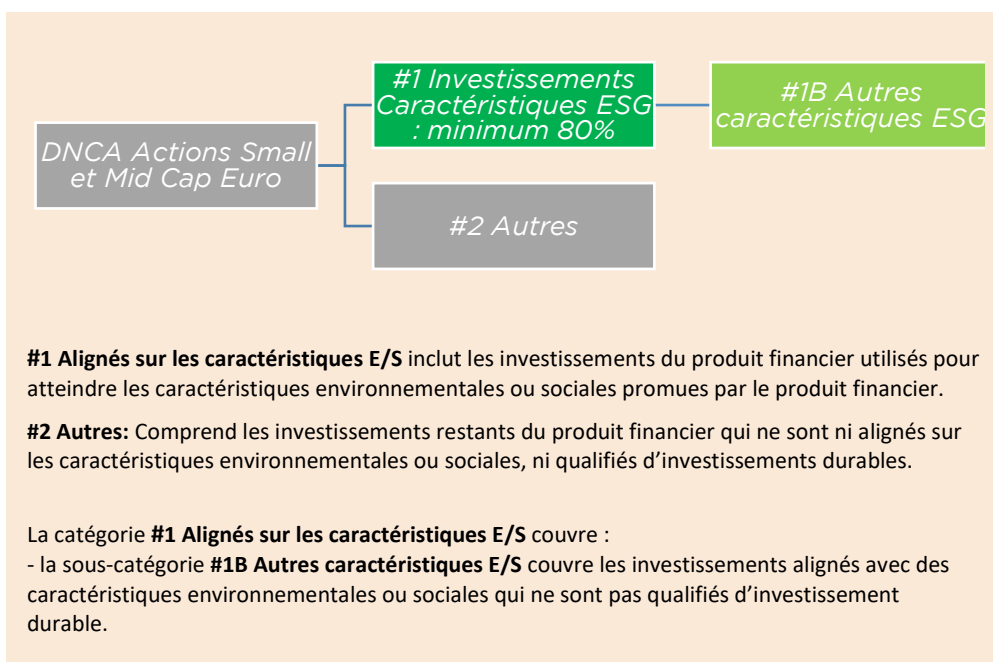 DNCA Actions Small
et Mid Cap Euro
#1 Investissements
Caractéristiques ESG
: minimum 80%
#1B Autres
caractéristiques ESG
#2 Autres
#1 Alignés sur les caractéristiques E/S inclut les investissements du produit financier utilisés pour
atteindre les caractéristiques environnementales ou sociales promues par le produit financier.
#2 Autres: Comprend les investissements restants du produit financier qui ne sont ni alignés sur
les caractéristiques environnementales ou sociales, ni qualifiés d’investissements durables.
La catégorie #1 Alignés sur les caractéristiques E/S couvre :
- la sous-catégorie #1B Autres caractéristiques E/S couvre les investissements alignés avec des
caractéristiques environnementales ou sociales qui ne sont pas qualifiés d’investissement
durable.